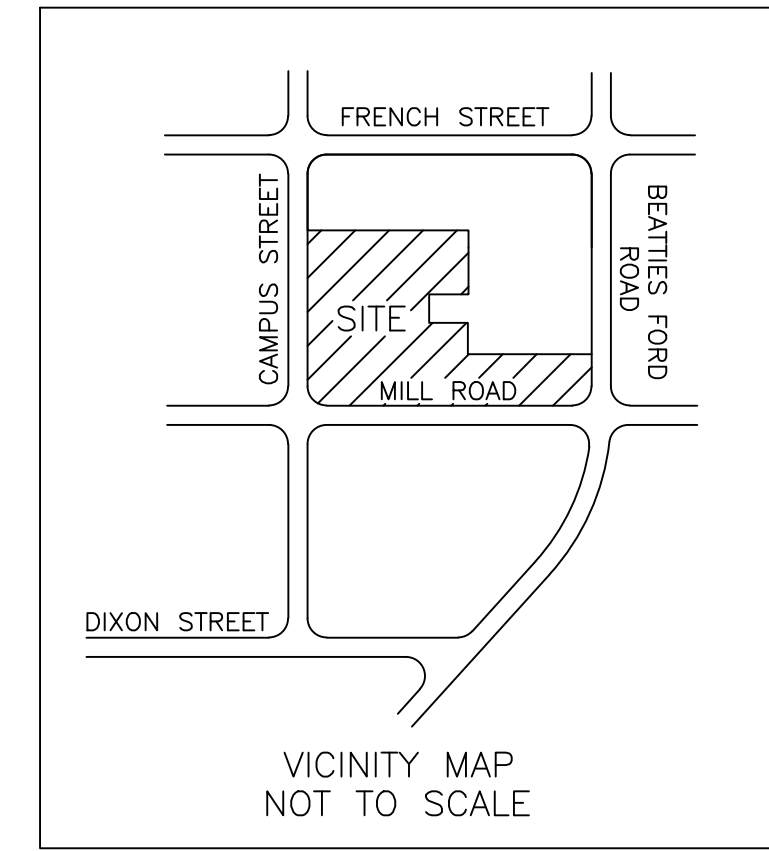 FRENCH STREET
CAMPUS STREET
BEATTIES FORD
ROAD
SITE
MILL ROAD
DIXON STREET
VICINITY MAP
NOT TO SCALE